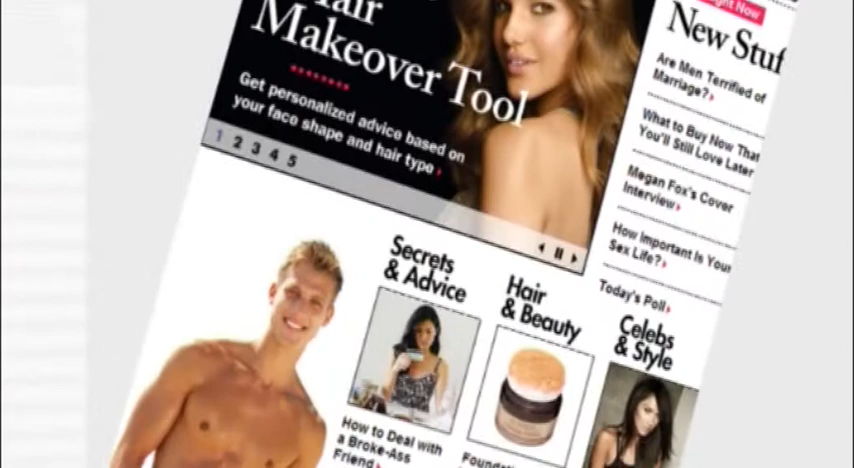 Hair
Makeover Tool
Get personalized advice based on
your face shape and hair type
1 2 3 4 5
Right Now
New Stuf
Are Men Terrified of
Marriage?
What to Buy Now That
You'll Still Love Later
Megan Fox's Cover
Interview
How Important Is Your
Sex Life?
Today's Poll
Secrets
& Advice
How to Deal with
a Broke-Ass
Friend
Hair
& Beauty
Celebs
& Style